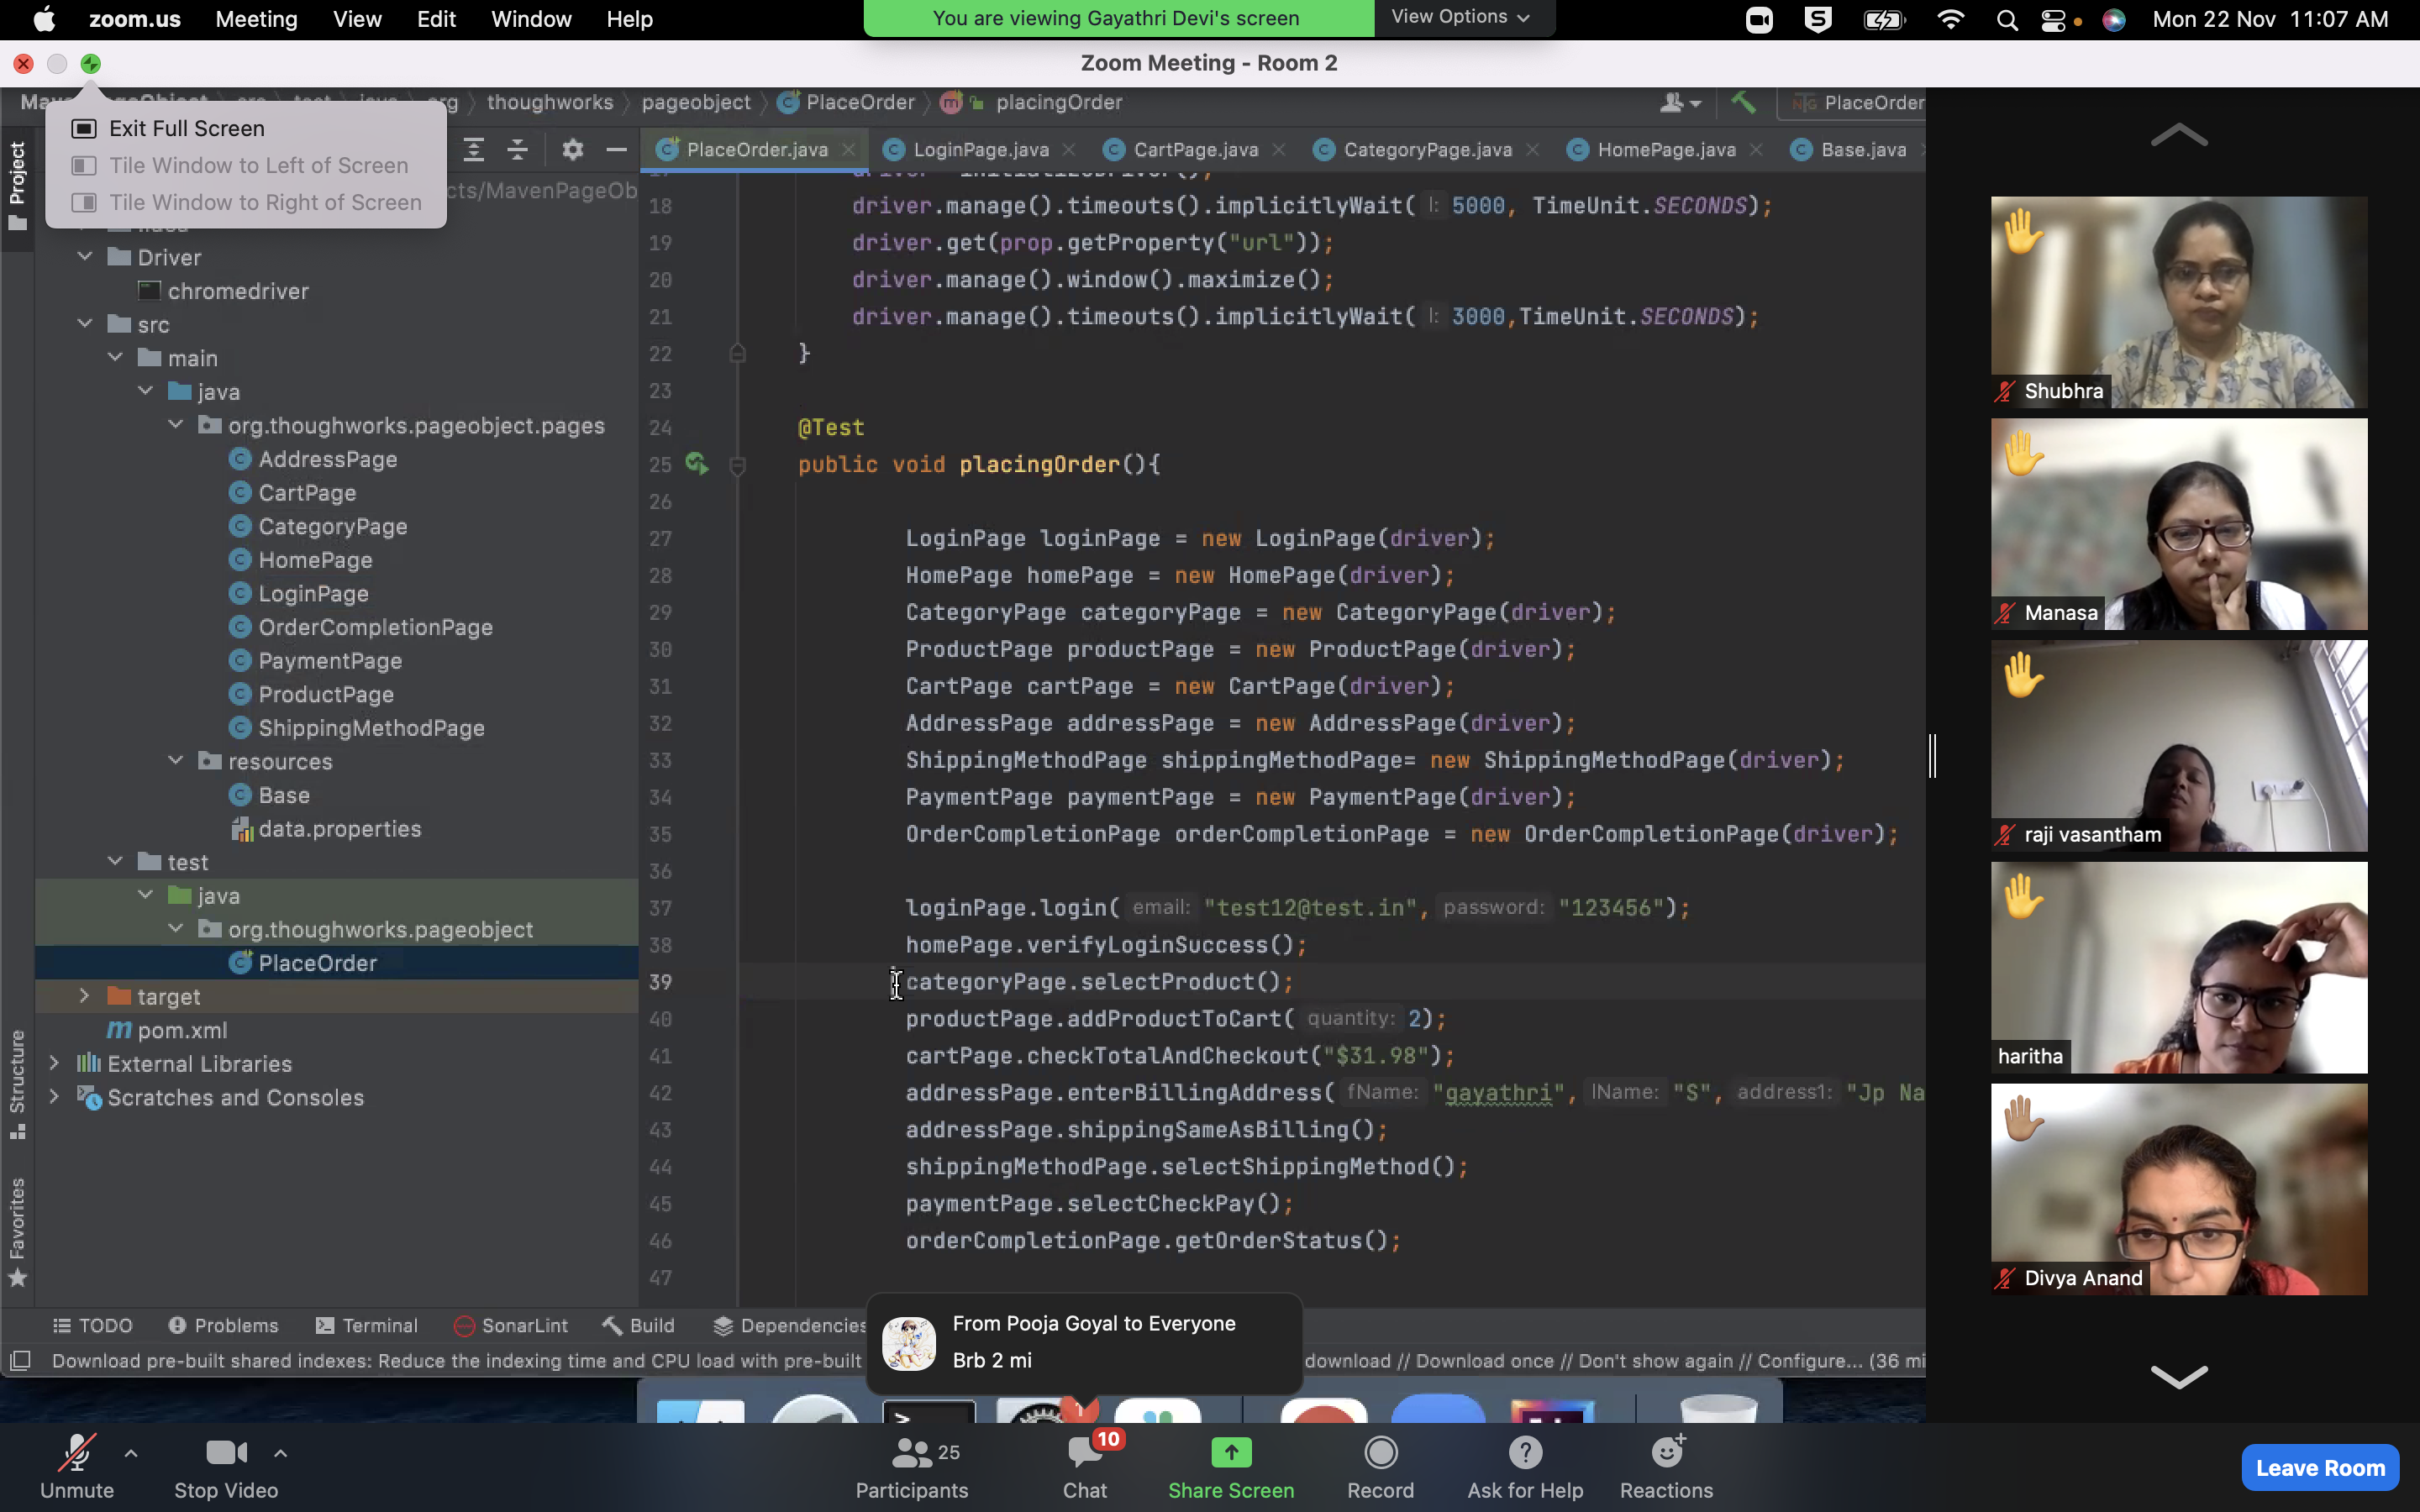 zoom.us Meeting View Edit Window Help
You are viewing Gayathri Devi's screen View Options
Mon 22 Nov 11:07 AM
Zoom Meeting - Room 2
thoughworks pageobject PlaceOrder placingOrder
PlaceOrder
Exit Full Screen
Tile Window to Left of Screen
Tile Window to Right of Screen
cts/MavenPageOb
PlaceOrder.java LoginPage.java CartPage.java CategoryPage.java HomePage.java Base.java
Project
Driver
chromedriver
src
main
java
org.thoughworks.pageobject.pages
AddressPage
CartPage
CategoryPage
HomePage
LoginPage
OrderCompletionPage
PaymentPage
ProductPage
ShippingMethodPage
resources
Base
data.properties
test
java
org.thoughworks.pageobject
PlaceOrder
target
pom.xml
External Libraries
Scratches and Consoles
Structure
Favorites
18 driver.manage().timeouts().implicitlyWait( l: 5000, TimeUnit.SECONDS);
19 driver.get(prop.getProperty("url"));
20 driver.manage().window().maximize();
21 driver.manage().timeouts().implicitlyWait( l: 3000,TimeUnit.SECONDS);
22 }
23
24 @Test
25 public void placingOrder(){
26
27 LoginPage loginPage = new LoginPage(driver);
28 HomePage homePage = new HomePage(driver);
29 CategoryPage categoryPage = new CategoryPage(driver);
30 ProductPage productPage = new ProductPage(driver);
31 CartPage cartPage = new CartPage(driver);
32 AddressPage addressPage = new AddressPage(driver);
33 ShippingMethodPage shippingMethodPage= new ShippingMethodPage(driver);
34 PaymentPage paymentPage = new PaymentPage(driver);
35 OrderCompletionPage orderCompletionPage = new OrderCompletionPage(driver);
36
37 loginPage.login( email: "test12@test.in", password: "123456");
38 homePage.verifyLoginSuccess();
39 categoryPage.selectProduct();
40 productPage.addProductToCart( quantity: 2);
41 cartPage.checkTotalAndCheckout("$31.98");
42 addressPage.enterBillingAddress( fName: "gayathri", lName: "S", address1: "Jp Na
43 addressPage.shippingSameAsBilling();
44 shippingMethodPage.selectShippingMethod();
45 paymentPage.selectCheckPay();
46 orderCompletionPage.getOrderStatus();
47
TODO Problems Terminal SonarLint Build Dependencies
Download pre-built shared indexes: Reduce the indexing time and CPU load with pre-built
download // Download once // Don't show again // Configure... (36 mi
From Pooja Goyal to Everyone
Brb 2 mi
Shubhra
Manasa
raji vasantham
haritha
Divya Anand
Unmute
Stop Video
25
Participants
10
Chat
Share Screen
Record
Ask for Help
Reactions
Leave Room